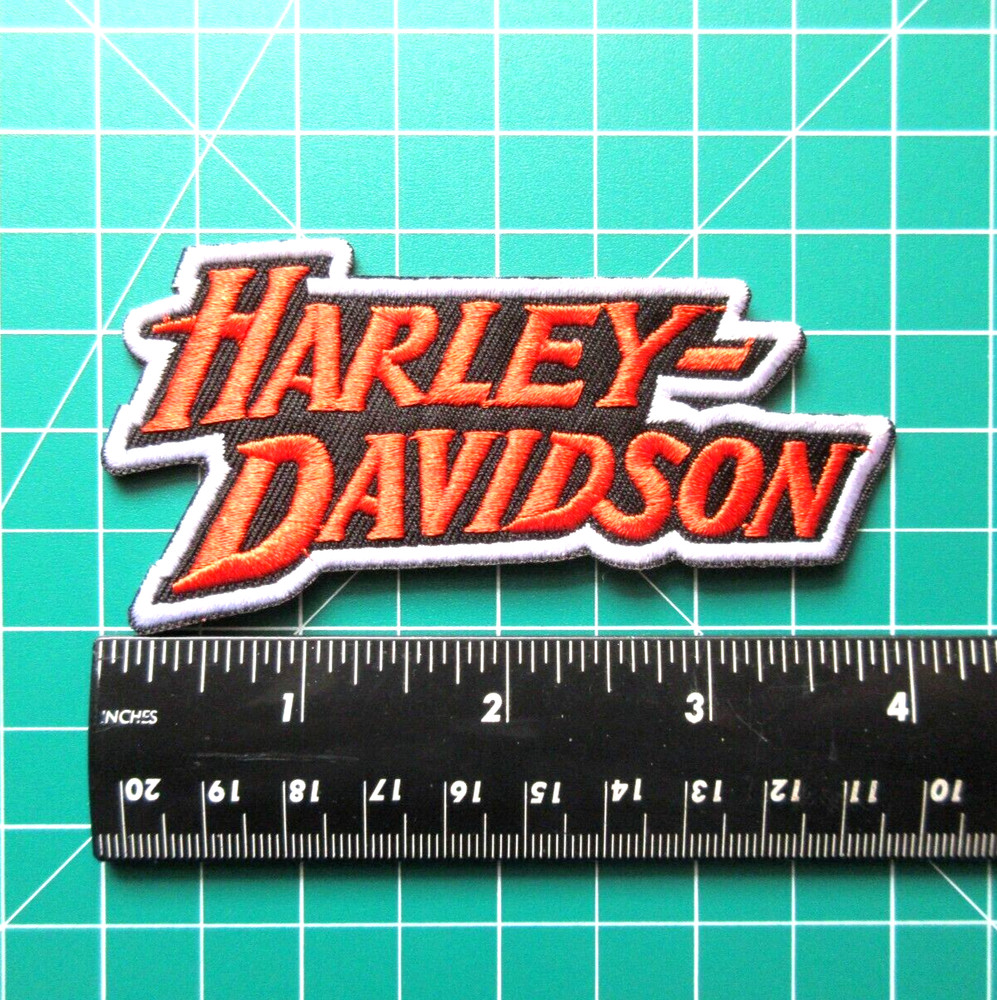 HARLEY-
DAVIDSON
1 2 3 4
INCHES
20 19 18 17 16 15 14 13 12 11 10